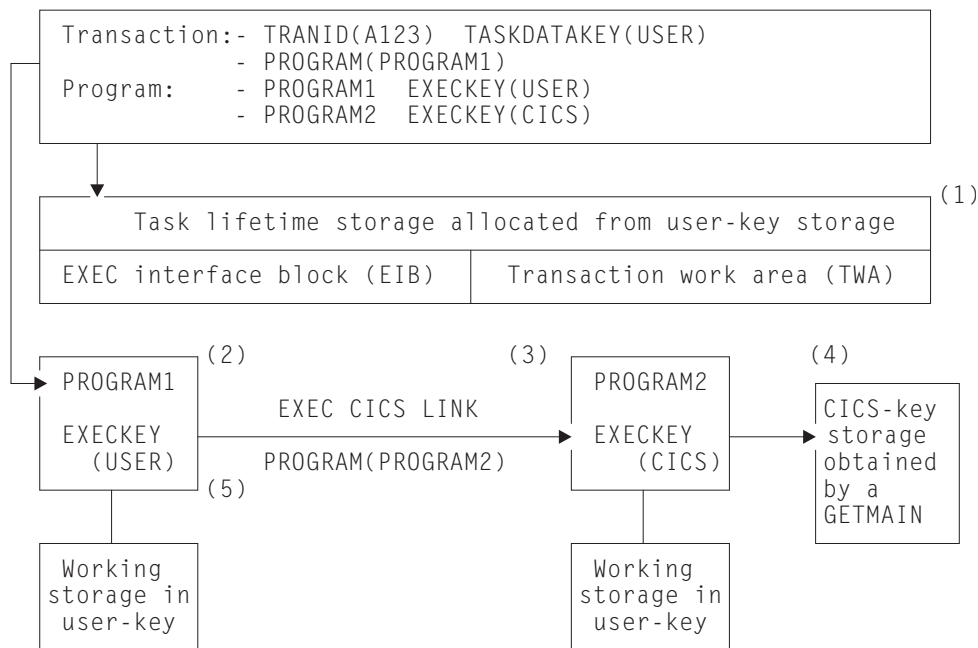 Transaction:- TRANID(A123) TASKDATAKEY(USER)
- PROGRAM(PROGRAM1)
Program: - PROGRAM1 EXECKEY(USER)
- PROGRAM2 EXECKEY(CICS)
(1)
Task lifetime storage allocated from user-key storage
EXEC interface block (EIB)
Transaction work area (TWA)
(2)
PROGRAM1
EXECKEY
(USER)
(5)
EXEC CICS LINK
PROGRAM(PROGRAM2)
(3)
PROGRAM2
EXECKEY
(CICS)
(4)
CICS-key
storage
obtained
by a
GETMAIN
Working
storage in
user-key
Working
storage in
user-key